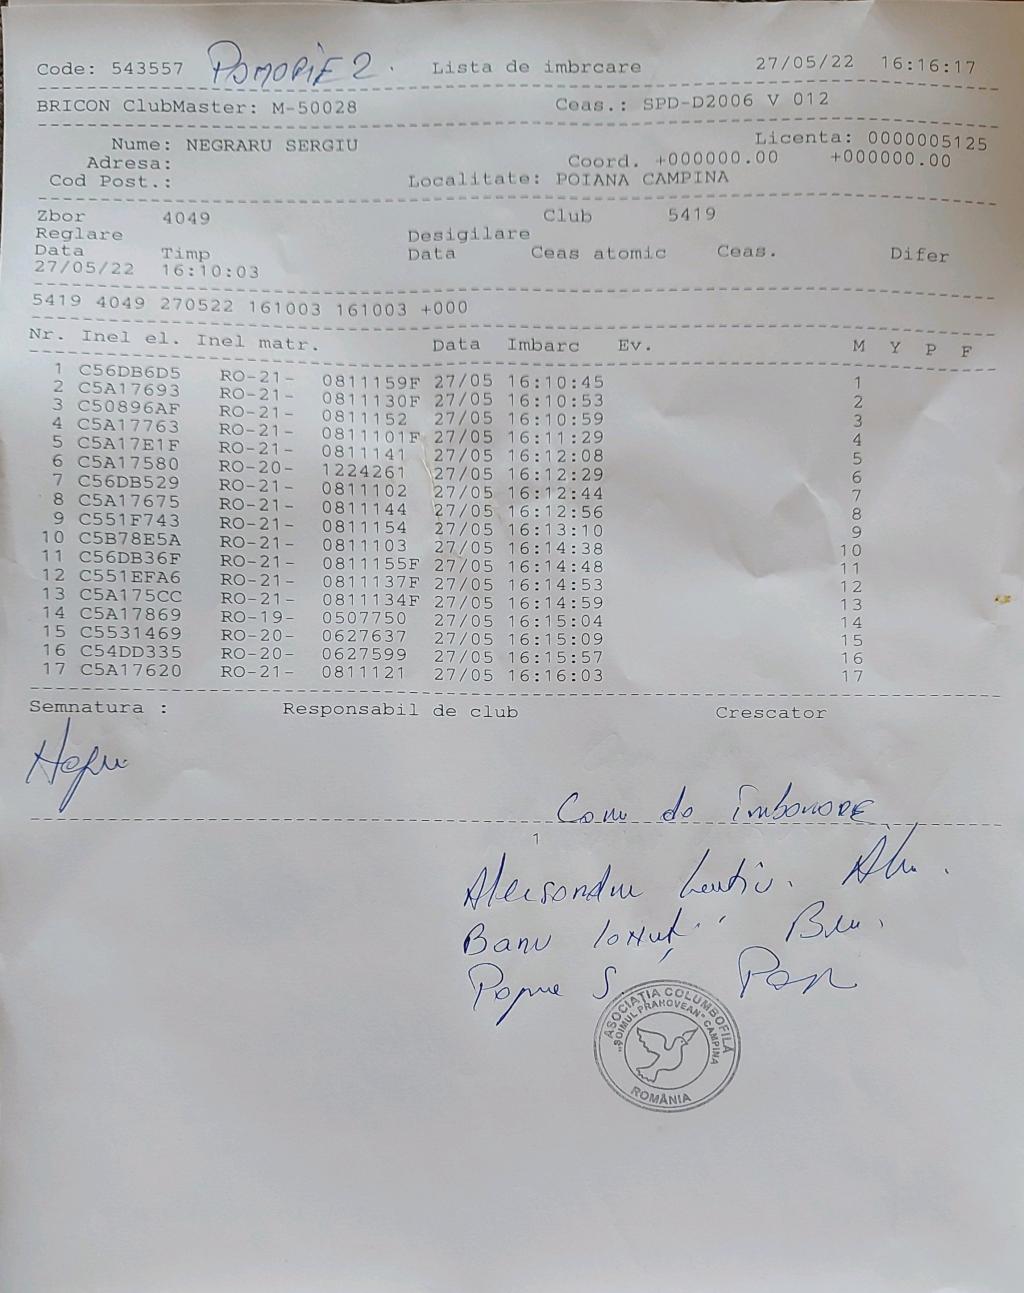 Code: 543557 POMORIE 2. Lista de imbrcare 27/05/22 16:16:17
BRICON ClubMaster: M-50028 Ceas.: SPD-D2006 V 012
Nume: NEGRARU SERGIU Licenta: 0000005125
Adresa: Coord. +000000.00 +000000.00
Cod Post.: Localitate: POIANA CAMPINA
Zbor 4049 Club 5419
Reglare Desigilare
Data Timp Data Ceas atomic Ceas. Difer
27/05/22 16:10:03
5419 4049 270522 161003 161003 +000
Nr. Inel el. Inel matr. Data Imbarc Ev. M Y P F
1 C56DB6D5 RO-21- 0811159F 27/05 16:10:45 1
2 C5A17693 RO-21- 0811130F 27/05 16:10:53 2
3 C50896AF RO-21- 0811152 27/05 16:10:59 3
4 C5A17763 RO-21- 0811101F 27/05 16:11:29 4
5 C5A17E1F RO-21- 0811141 27/05 16:12:08 5
6 C5A17580 RO-20- 1224261 27/05 16:12:29 6
7 C56DB529 RO-21- 0811102 27/05 16:12:44 7
8 C5A17675 RO-21- 0811144 27/05 16:12:56 8
9 C551F743 RO-21- 0811154 27/05 16:13:10 9
10 C5B78E5A RO-21- 0811103 27/05 16:14:38 10
11 C56DB36F RO-21- 0811155F 27/05 16:14:48 11
12 C551EFA6 RO-21- 0811137F 27/05 16:14:53 12
13 C5A175CC RO-21- 0811134F 27/05 16:14:59 13
14 C5A17869 RO-19- 0507750 27/05 16:15:04 14
15 C5531469 RO-20- 0627637 27/05 16:15:09 15
16 C54DD335 RO-20- 0627599 27/05 16:15:57 16
17 C5A17620 RO-21- 0811121 27/05 16:16:03 17
Semnatura : Responsabil de club Crescator
1
Banu Ionuț
ASOCIAȚIA COLUMBOFILĂ
"ȘOIMUL PRAHOVEAN" CAMPINA
ROMÂNIA